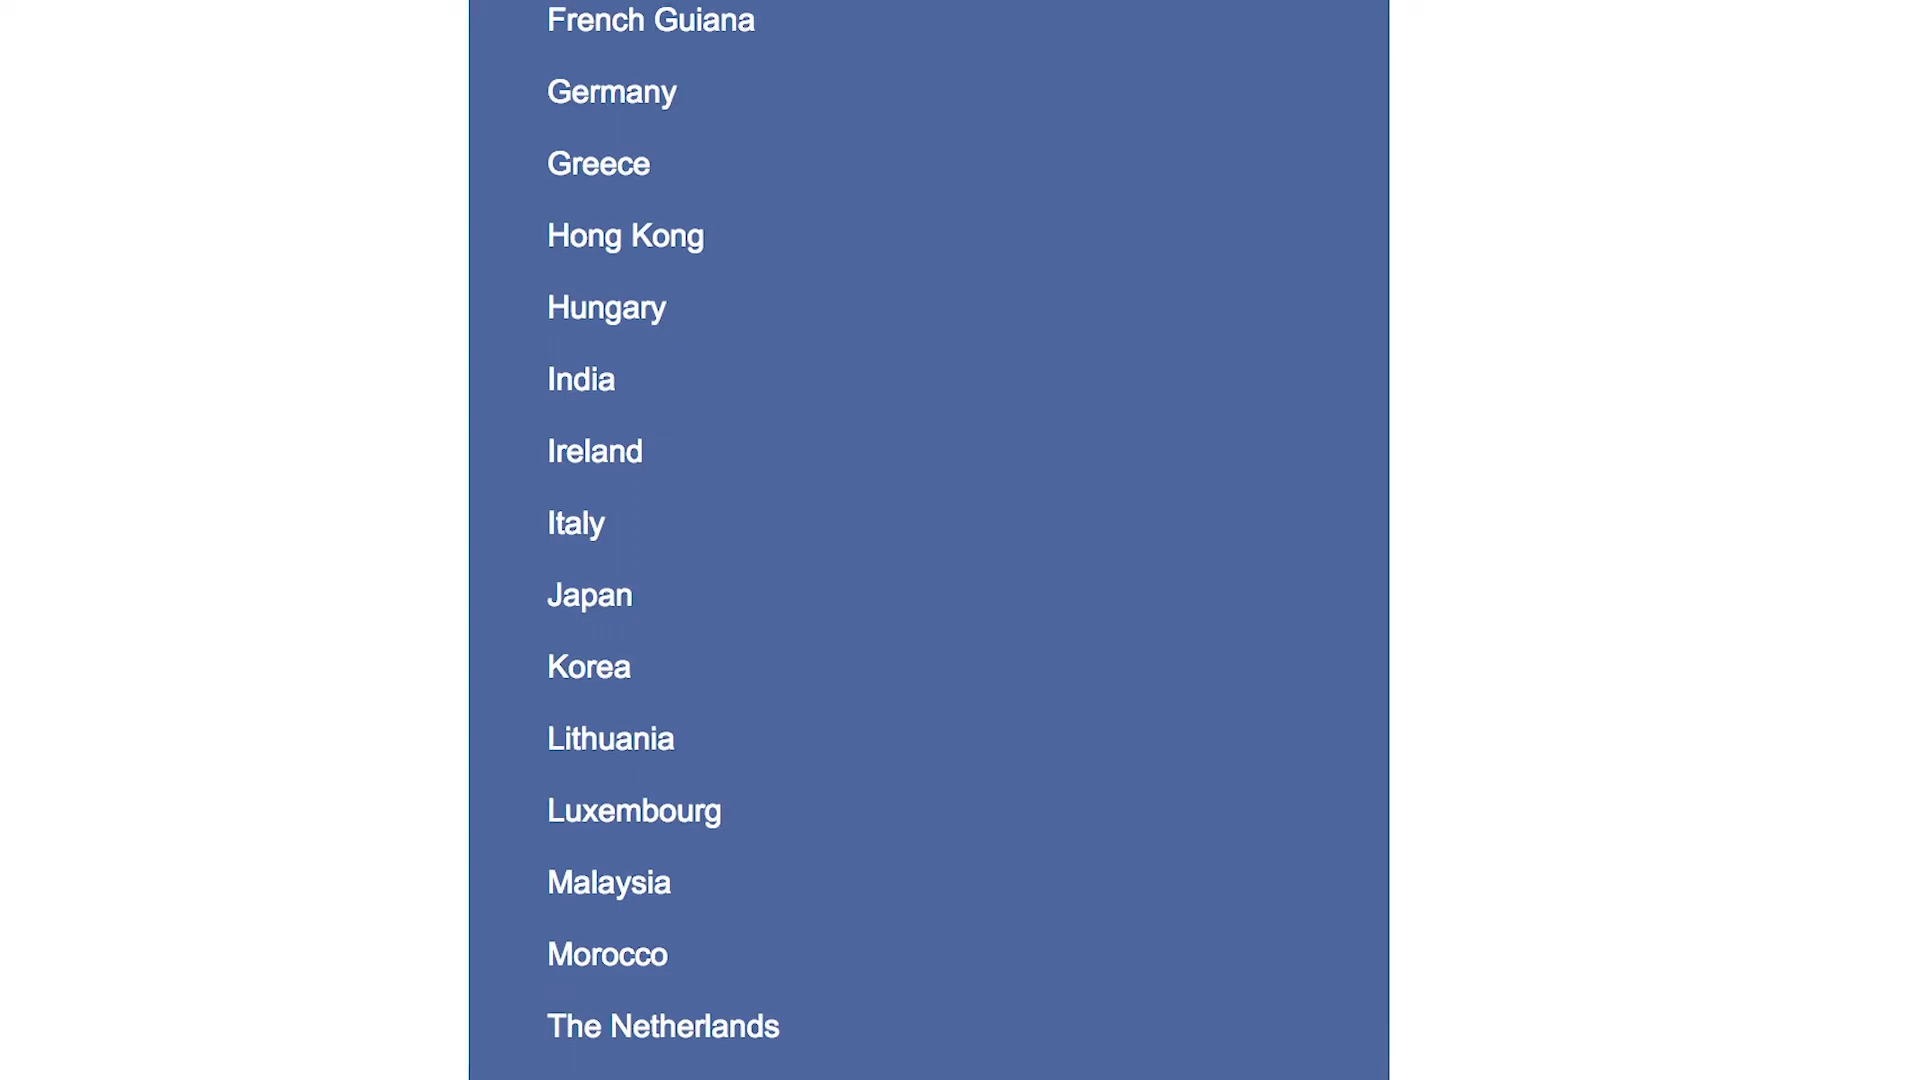 French Guiana
Germany
Greece
Hong Kong
Hungary
India
Ireland
Italy
Japan
Korea
Lithuania
Luxembourg
Malaysia
Morocco
The Netherlands